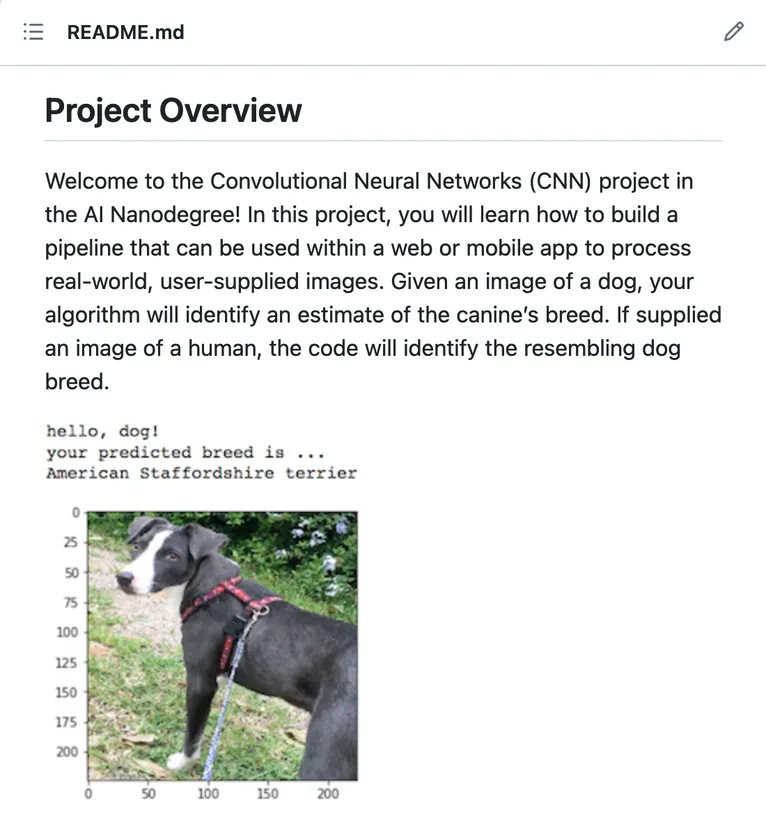 README.md
Project Overview
Welcome to the Convolutional Neural Networks (CNN) project in
the AI Nanodegree! In this project, you will learn how to build a
pipeline that can be used within a web or mobile app to process
real-world, user-supplied images. Given an image of a dog, your
algorithm will identify an estimate of the canine’s breed. If supplied
an image of a human, the code will identify the resembling dog
breed.
hello, dog!
your predicted breed is ...
American Staffordshire terrier
0
25
50
75
100
125
150
175
200
0 50 100 150 200